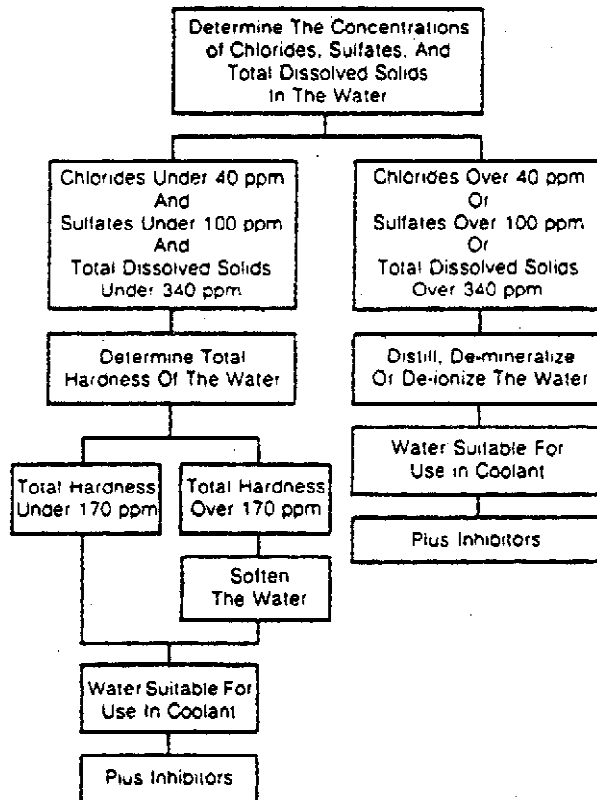 Determine The Concentrations
of Chlorides, Sulfates, And
Total Dissolved Solids
In The Water
Chlorides Under 40 ppm
And
Sulfates Under 100 ppm
And
Total Dissolved Solids
Under 340 ppm
Chlorides Over 40 ppm
Or
Sulfates Over 100 ppm
Or
Total Dissolved Solids
Over 340 ppm
Determine Total
Hardness Of The Water
Distill, De-mineralize
Or De-ionize The Water
Water Suitable For
Use In Coolant
Plus Inhibitors
Total Hardness
Under 170 ppm
Total Hardness
Over 170 ppm
Soften
The Water
Water Suitable For
Use In Coolant
Plus Inhibitors